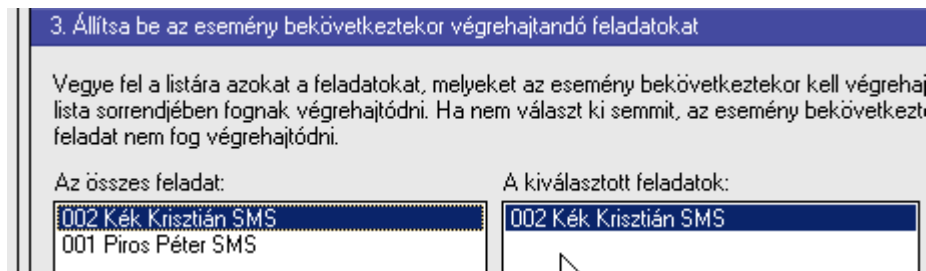 3. Állítsa be az esemény bekövetkeztekor végrehajtandó feladatokat
Vegye fel a listára azokat a feladatokat, melyeket az esemény bekövetkeztekor kell végrehaj
lista sorrendjében fognak végrehajtódni. Ha nem választ ki semmit, az esemény bekövetkezt
feladat nem fog végrehajtódni.
Az összes feladat:
A kiválasztott feladatok:
002 Kék Krisztián SMS
001 Piros Péter SMS
002 Kék Krisztián SMS